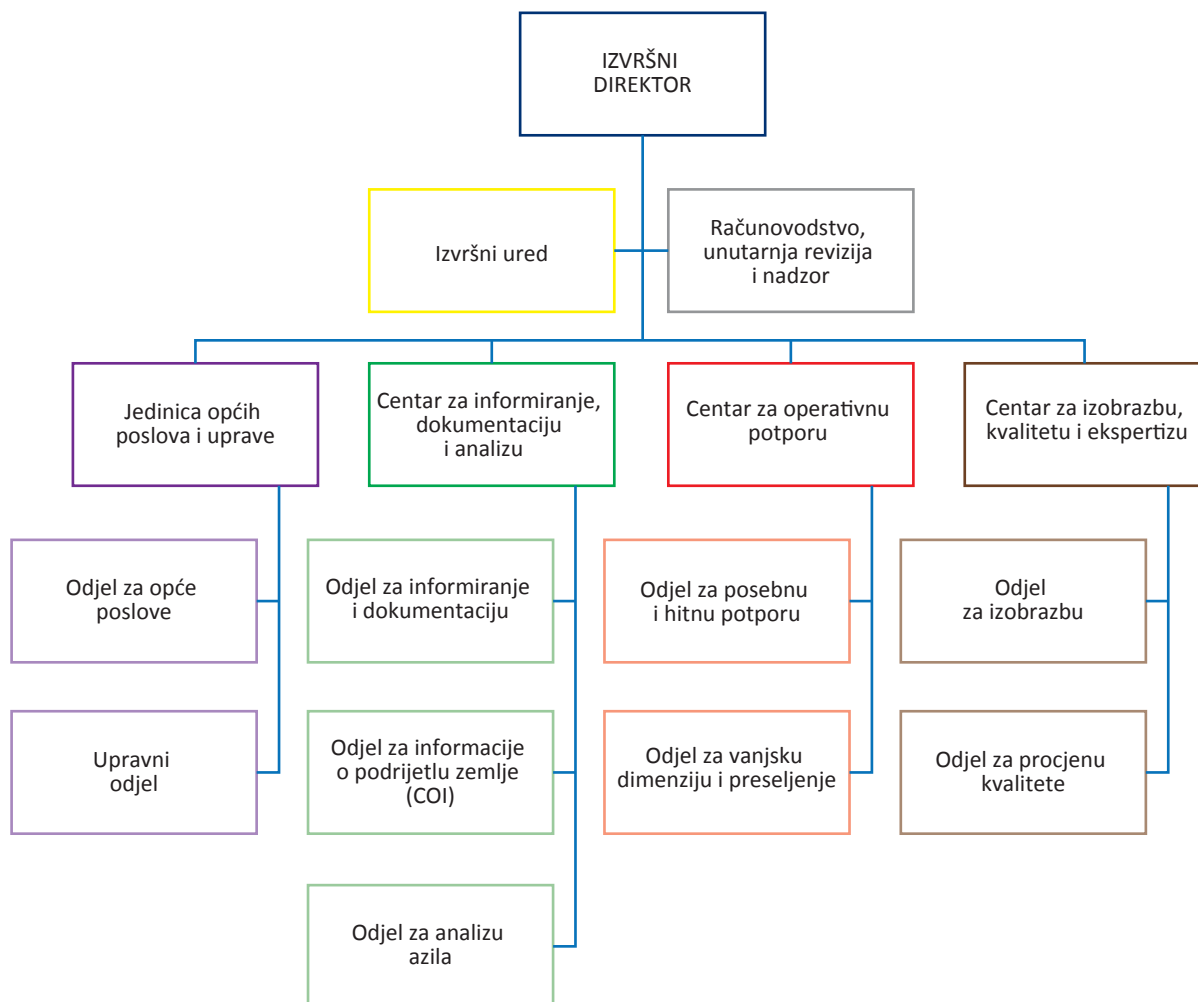 IZVRŠNI
DIREKTOR
Izvršni ured
Računovodstvo,
unutarnja revizija
i nadzor
Jedinica općih
poslova i uprave
Centar za informiranje,
dokumentaciju
i analizu
Centar za operativnu
potporu
Centar za izobrazbu,
kvalitetu i ekspertizu
Odjel za opće
poslove
Odjel za informiranje
i dokumentaciju
Odjel za posebnu
i hitnu potporu
Odjel
za izobrazbu
Upravni
odjel
Odjel za informacije
o podrijetlu zemlje
(COI)
Odjel za vanjsku
dimenziju i preseljenje
Odjel za procjenu
kvalitete
Odjel za analizu
azila